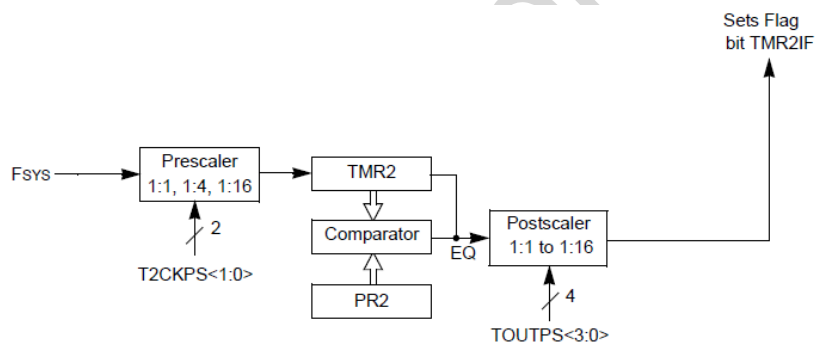 Sets Flag
bit TMR2IF
FSYS
Prescaler
1:1, 1:4, 1:16
2
T2CKPS<1:0>
TMR2
Comparator
PR2
EQ
Postscaler
1:1 to 1:16
4
TOUTPS<3:0>